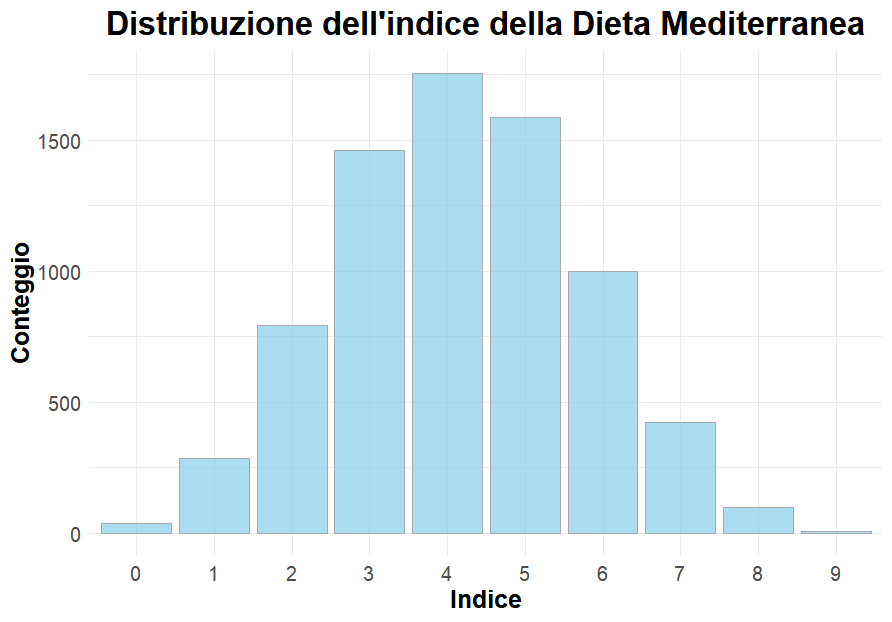 Distribuzione dell'indice della Dieta Mediterranea
Conteggio
1500
1000
500
0
0 1 2 3 4 5 6 7 8 9
Indice